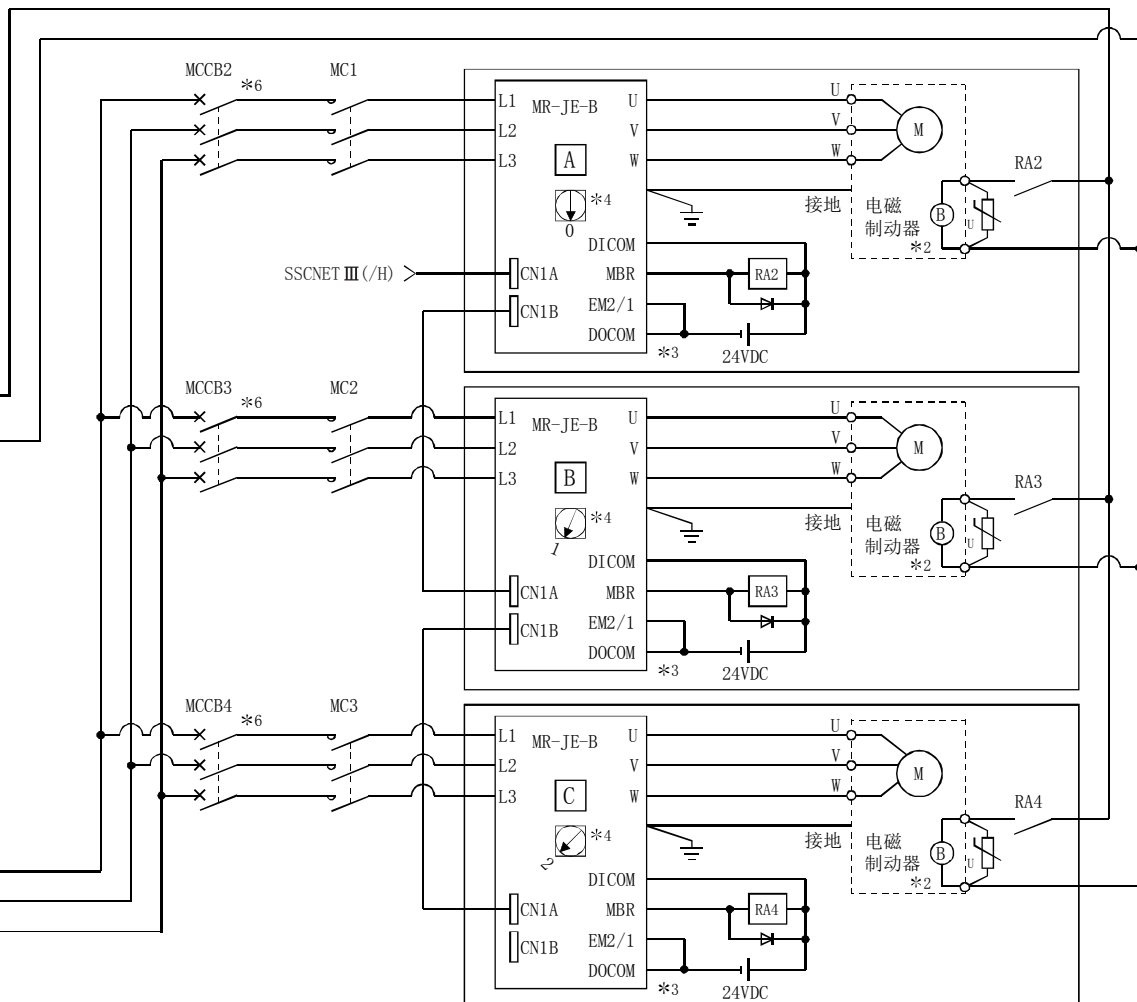 MCCB2
*6
MC1
L1
MR-JE-B
U
U
L2
V
V
M
L3
A
W
W
RA2
*4
接地
电磁
B
U
0
制动器
*2
DICOM
SSCNETⅢ(/H)
CN1A
MBR
RA2
CN1B
EM2/1
DOCOM
*3
24VDC
MCCB3
*6
MC2
L1
MR-JE-B
U
U
L2
V
V
M
L3
B
W
W
RA3
*4
接地
电磁
B
U
1
制动器
*2
DICOM
CN1A
MBR
RA3
CN1B
EM2/1
DOCOM
*3
24VDC
MCCB4
*6
MC3
L1
MR-JE-B
U
U
L2
V
V
M
L3
C
W
W
RA4
*4
接地
电磁
B
U
2
制动器
*2
DICOM
CN1A
MBR
RA4
CN1B
EM2/1
DOCOM
*3
24VDC